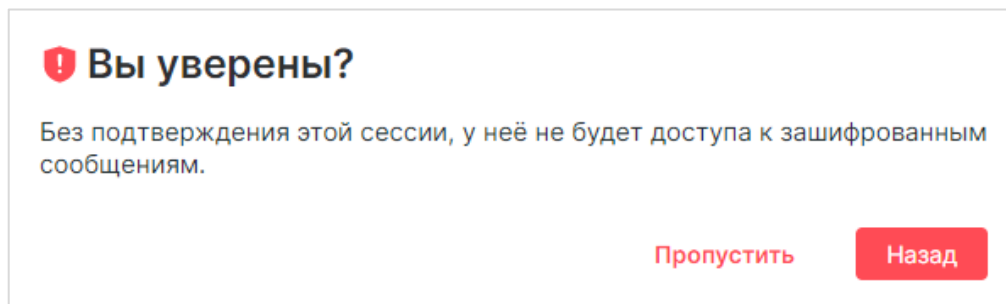 Вы уверены?
Без подтверждения этой сессии, у неё не будет доступа к зашифрованным
сообщениям.
Пропустить
Назад